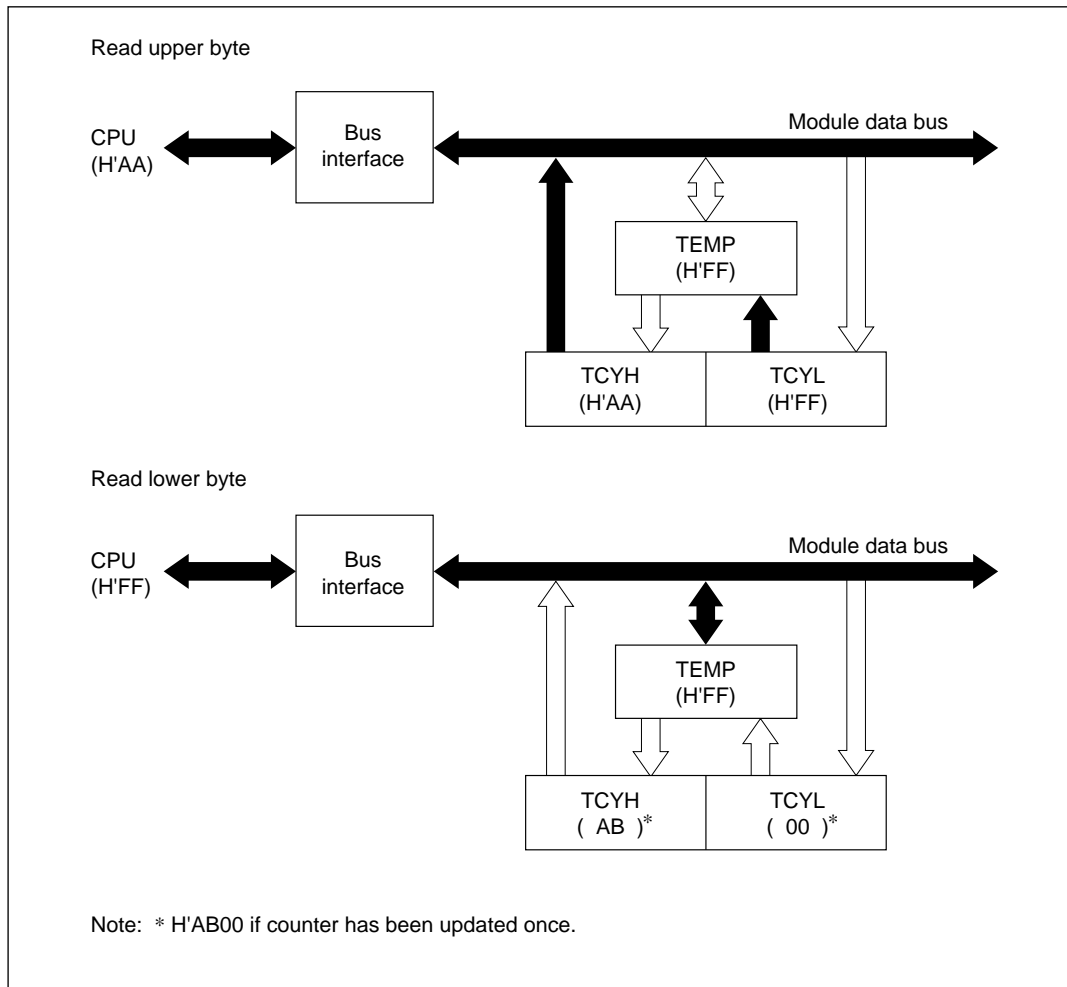 Read upper byte
CPU
(H'AA)
Bus
interface
Module data bus
TEMP
(H'FF)
TCYH
(H'AA)
TCYL
(H'FF)
Read lower byte
CPU
(H'FF)
Bus
interface
Module data bus
TEMP
(H'FF)
TCYH
( AB )*
TCYL
( 00 )*
Note: * H'AB00 if counter has been updated once.